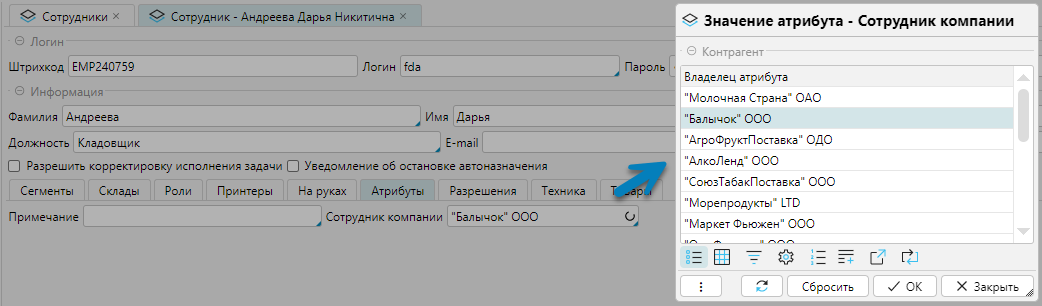 Сотрудники ×
Сотрудник - Андреева Дарья Никитична ×
Логин
Штрихкод EMP240759 Логин fda Пароль
Информация
Фамилия Андреева Имя Дарья
Должность Кладовщик E-mail
Разрешить корректировку исполнения задачи Уведомление об остановке автоназначения
Сегменты Склады Роли Принтеры На руках Атрибуты Разрешения Техника
Примечание Сотрудник компании "Балычок" ООО
Значение атрибута - Сотрудник компании
Контрагент
Владелец атрибута
"Молочная Страна" ОАО
"Балычок" ООО
"АгроФруктПоставка" ОДО
"АлкоЛенд" ООО
"СоюзТабакПоставка" ООО
"Морепродукты" LTD
"Маркет Фьюжен" ООО
Сбросить OK Закрыть